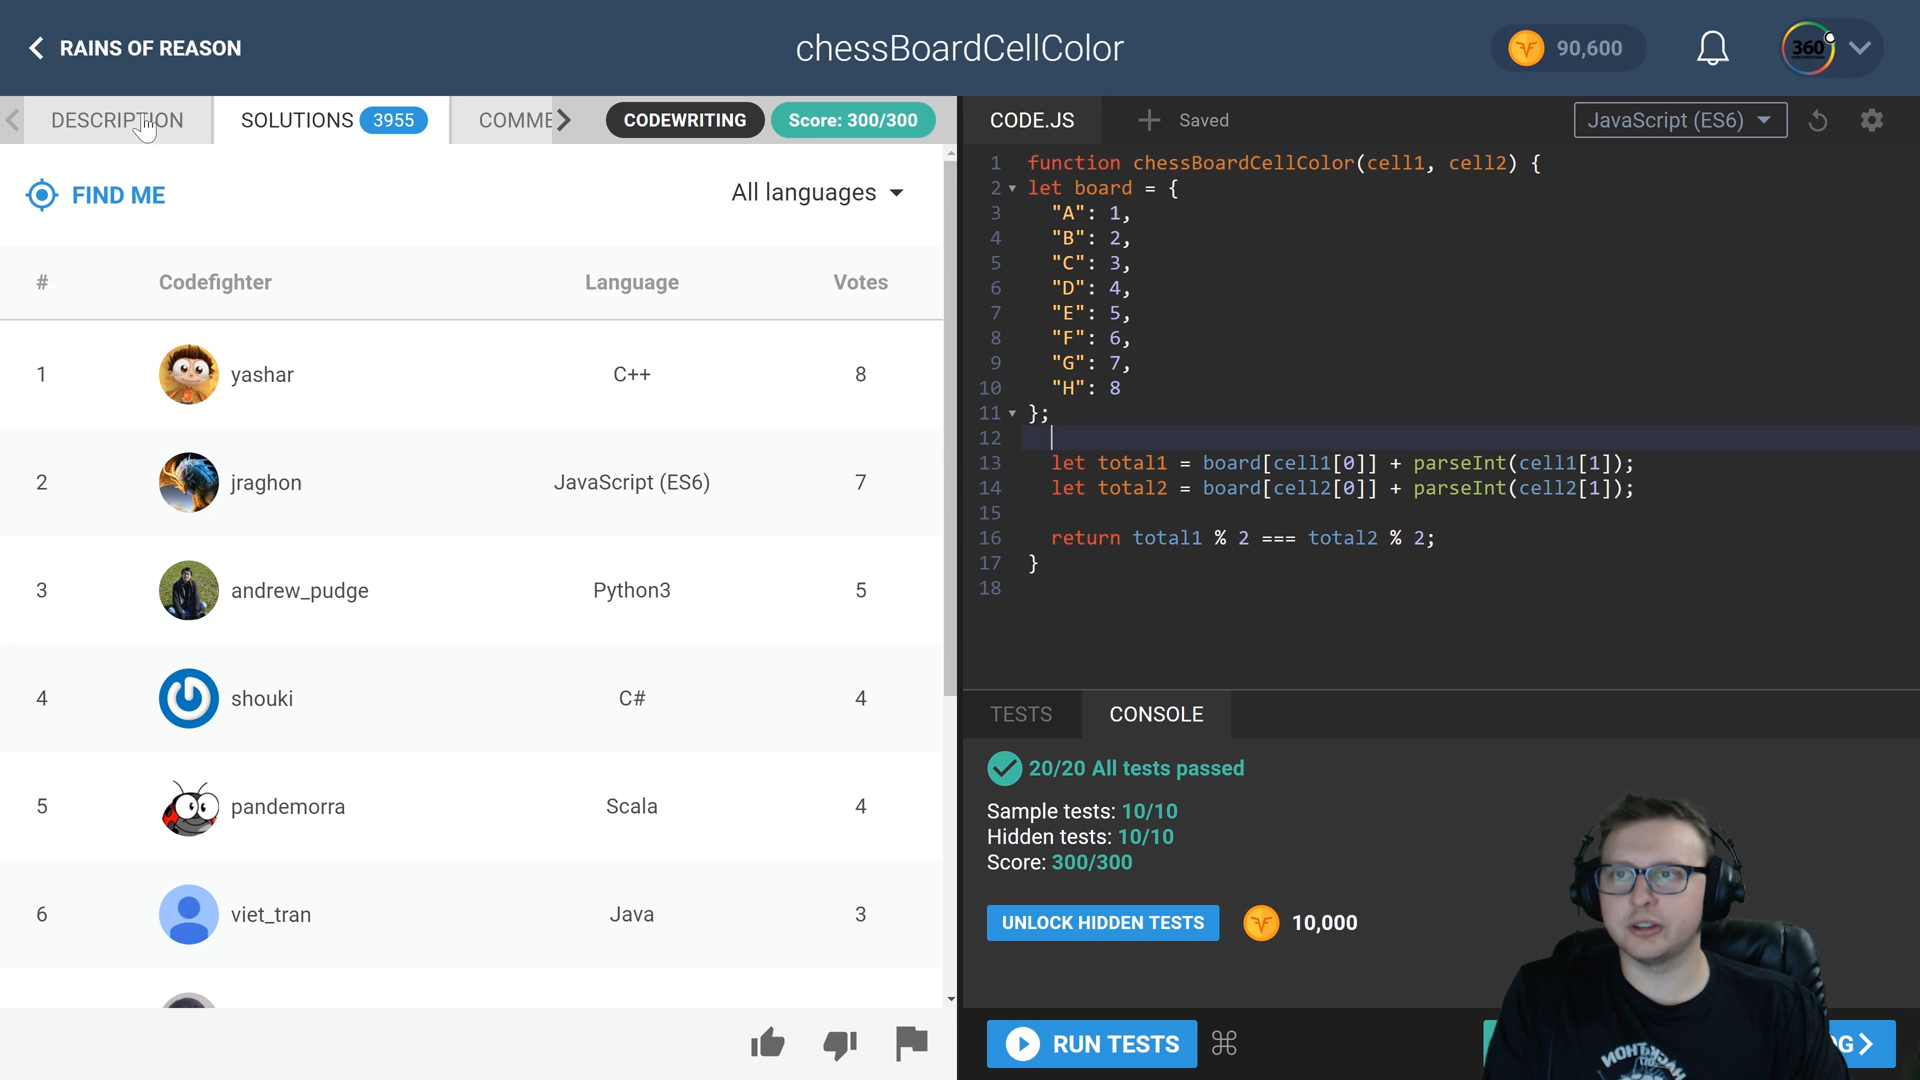 RAINS OF REASON
chessBoardCellColor
90,600
360
DESCRIPTION
SOLUTIONS 3955
COMME
CODEWRITING
Score: 300/300
CODE.JS
Saved
JavaScript (ES6)
FIND ME
All languages
# Codefighter Language Votes
1 yashar C++ 8
2 jraghon JavaScript (ES6) 7
3 andrew_pudge Python3 5
4 shouki C# 4
5 pandemorra Scala 4
6 viet_tran Java 3
1 function chessBoardCellColor(cell1, cell2) {
2 let board = {
3 "A": 1,
4 "B": 2,
5 "C": 3,
6 "D": 4,
7 "E": 5,
8 "F": 6,
9 "G": 7,
10 "H": 8
11 };
12
13 let total1 = board[cell1[0]] + parseInt(cell1[1]);
14 let total2 = board[cell2[0]] + parseInt(cell2[1]);
15
16 return total1 % 2 === total2 % 2;
17 }
18
TESTS
CONSOLE
20/20 All tests passed
Sample tests: 10/10
Hidden tests: 10/10
Score: 300/300
UNLOCK HIDDEN TESTS
10,000
RUN TESTS
G